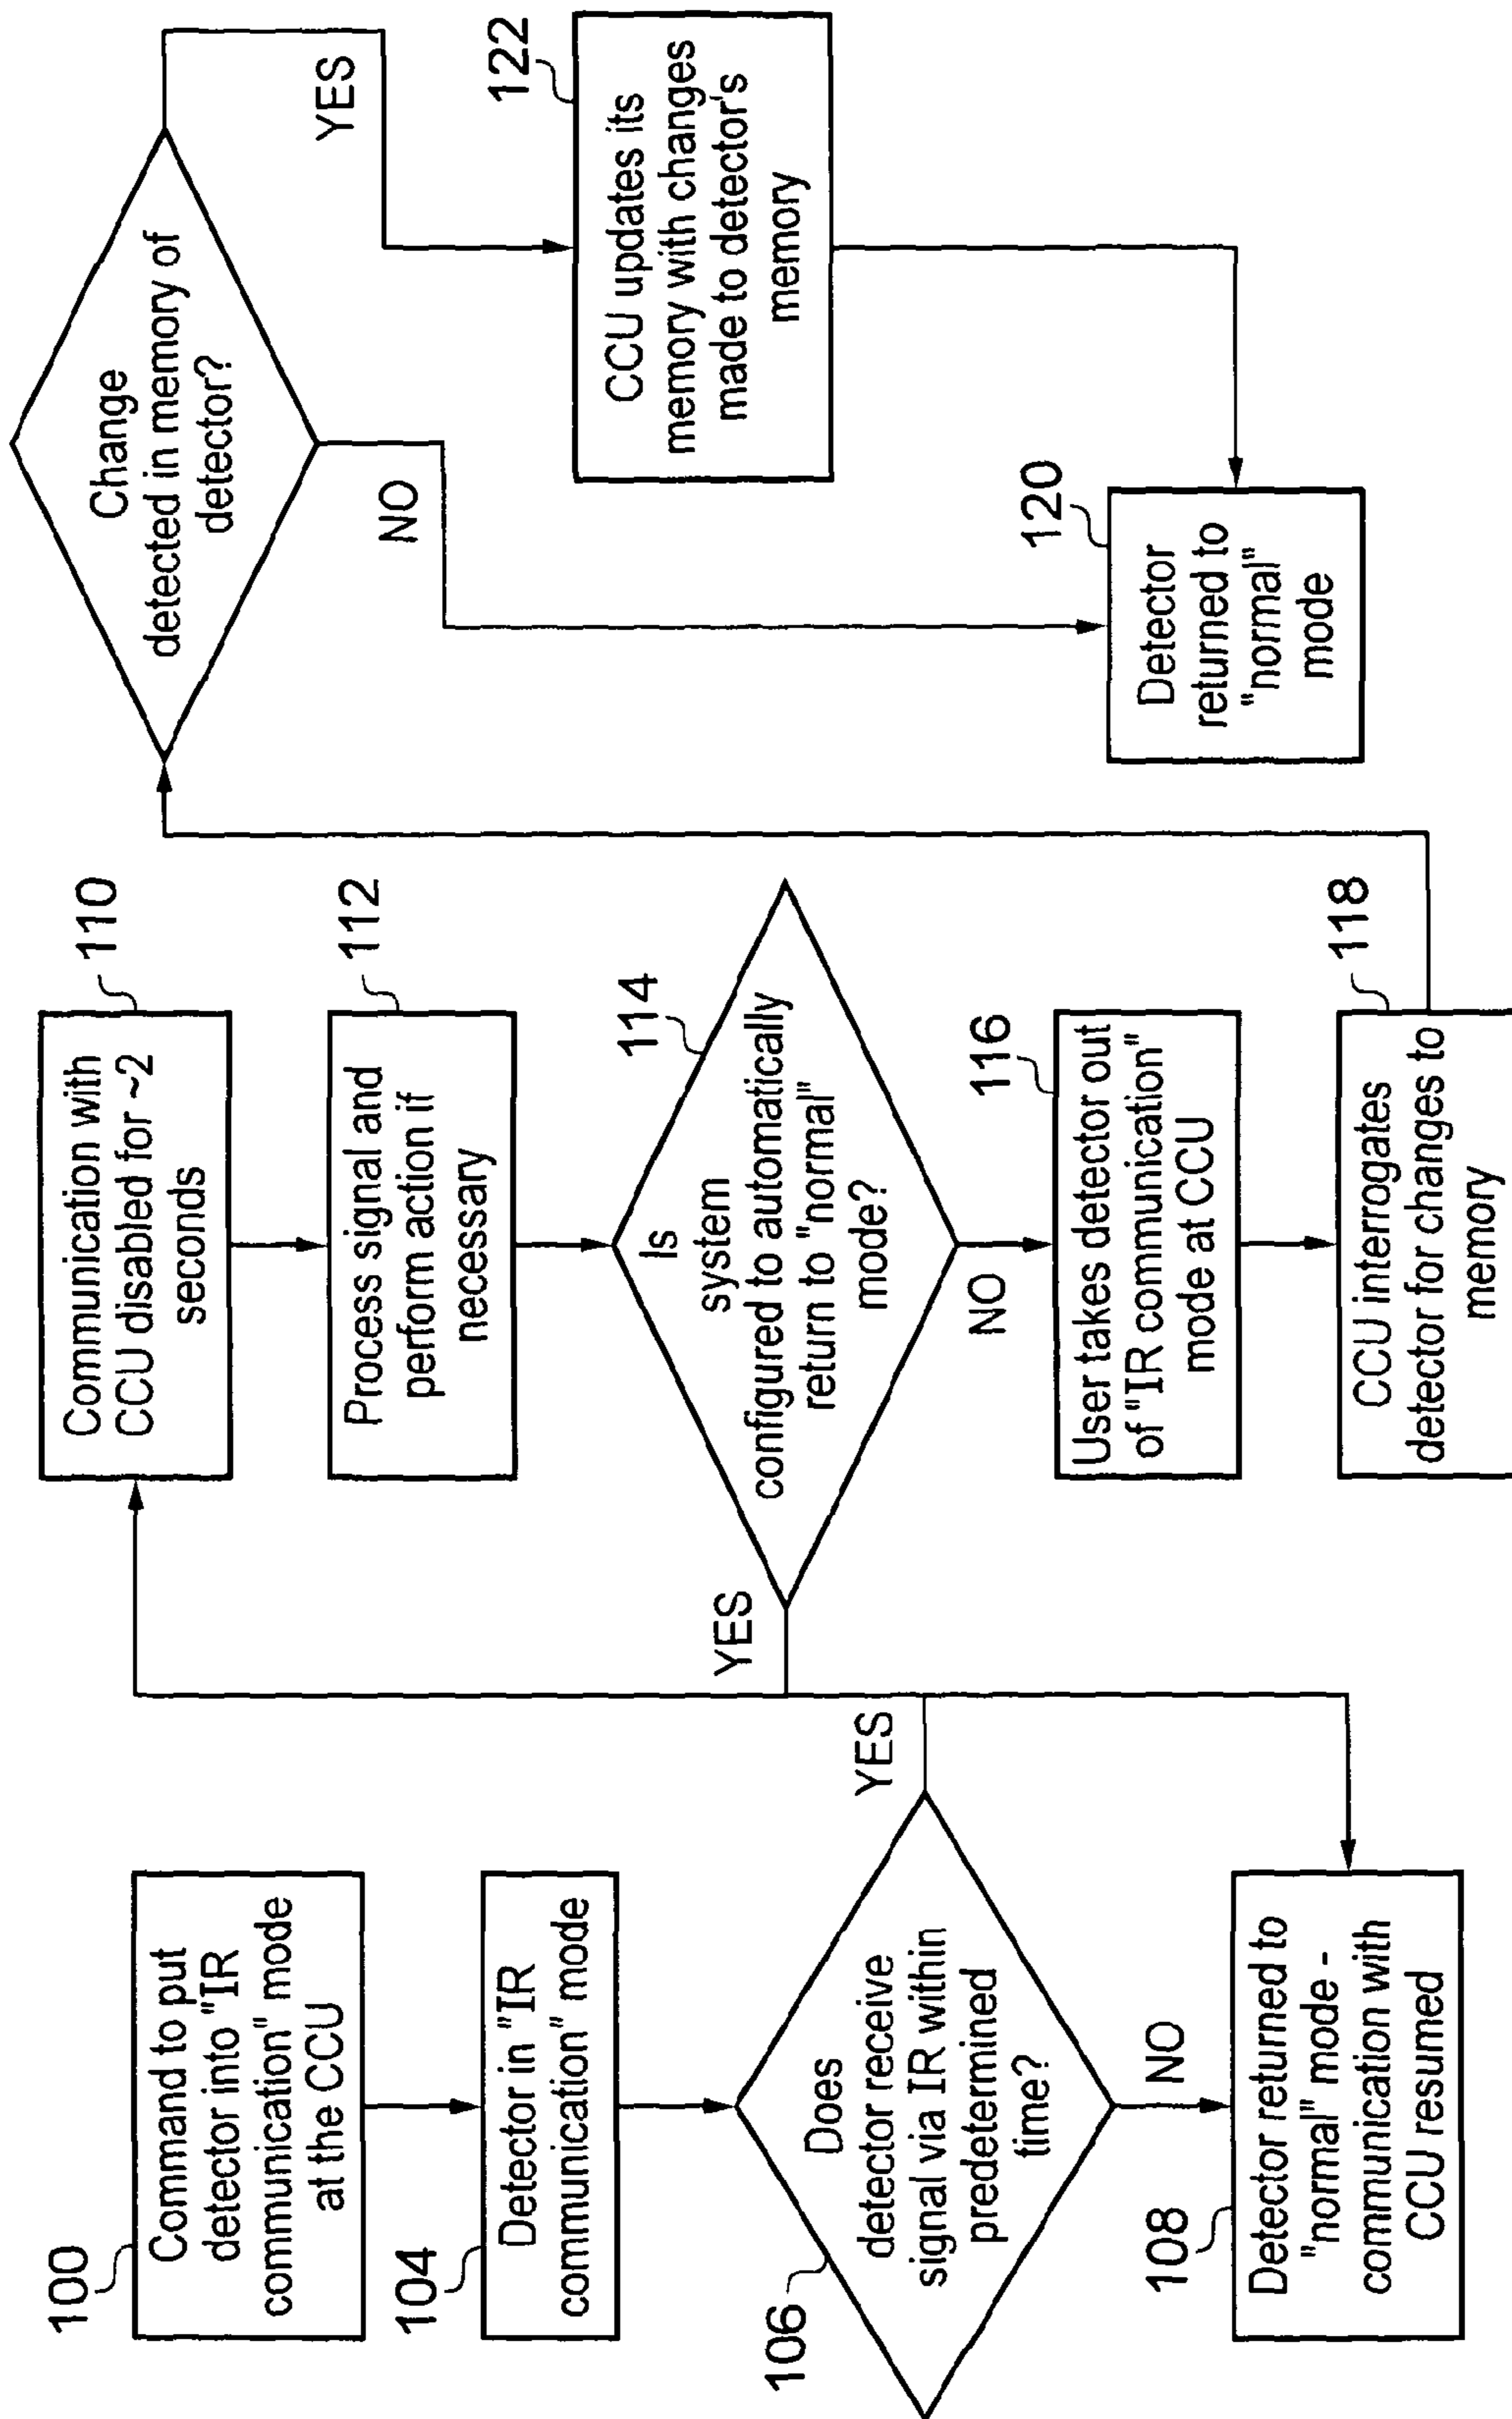 100
Command to put
detector into "IR
communication" mode
at the CCU
104
Detector in "IR
communication" mode
106
Does
detector receive
signal via IR within
predetermined
time?
YES
NO
108
Detector returned to
"normal" mode -
communication with
CCU resumed
110
Communication with
CCU disabled for ~2
seconds
112
Process signal and
perform action if
necessary
114
Is
system
configured to automatically
return to "normal"
mode?
YES
NO
116
User takes detector out
of "IR communication"
mode at CCU
118
CCU interrogates
detector for changes to
memory
Change
detected in memory of
detector?
YES
NO
122
CCU updates its
memory with changes
made to detector's
memory
120
Detector
returned to
"normal"
mode